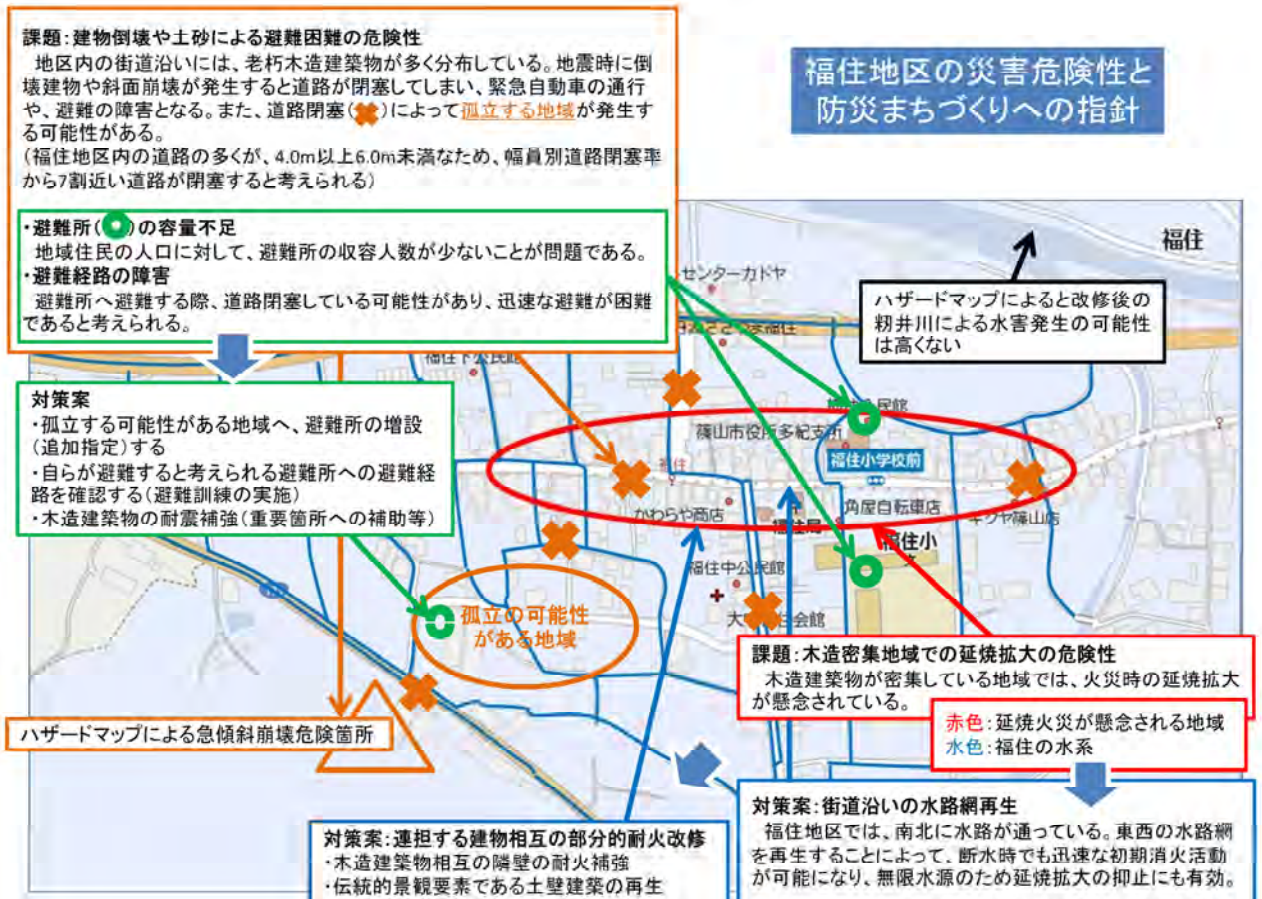 福住地区の災害危険性と
防災まちづくりへの指針
課題:建物倒壊や土砂による避難困難の危険性
地区内の街道沿いには、老朽木造建築物が多く分布している。地震時に倒
壊建物や斜面崩壊が発生すると道路が閉塞してしまい、緊急自動車の通行
や、避難の障害となる。また、道路閉塞( )によって孤立する地域が発生す
る可能性がある。
(福住地区内の道路の多くが、4.0m以上6.0m未満なため、幅員別道路閉塞率
から7割近い道路が閉塞すると考えられる)
・避難所( )の容量不足
地域住民の人口に対して、避難所の収容人数が少ないことが問題である。
・避難経路の障害
避難所へ避難する際、道路閉塞している可能性があり、迅速な避難が困難
であると考えられる。
福住
センターカドヤ
ハザードマップによると改修後の
籾井川による水害発生の可能性
は高くない
福住下公民館
対策案
・孤立する可能性がある地域へ、避難所の増設
(追加指定)する
・自らが避難すると考えられる避難所への避難経
路を確認する(避難訓練の実施)
・木造建築物の耐震補強(重要箇所への補助等)
篠山市役所多紀支所
福住
福住小学校前
かわらや商店
福住局
角屋自転車店
キクヤ篠山店
福住小
文
福住中公民館
孤立の可能性
がある地域
課題:木造密集地域での延焼拡大の危険性
木造建築物が密集している地域では、火災時の延焼拡大
が懸念されている。
赤色:延焼火災が懸念される地域
水色:福住の水系
ハザードマップによる急傾斜崩壊危険箇所
対策案:連担する建物相互の部分的耐火改修
・木造建築物相互の隣壁の耐火補強
・伝統的景観要素である土壁建築の再生
対策案:街道沿いの水路網再生
福住地区では、南北に水路が通っている。東西の水路網
を再生することによって、断水時でも迅速な初期消火活動
が可能になり、無限水源のため延焼拡大の抑止にも有効。